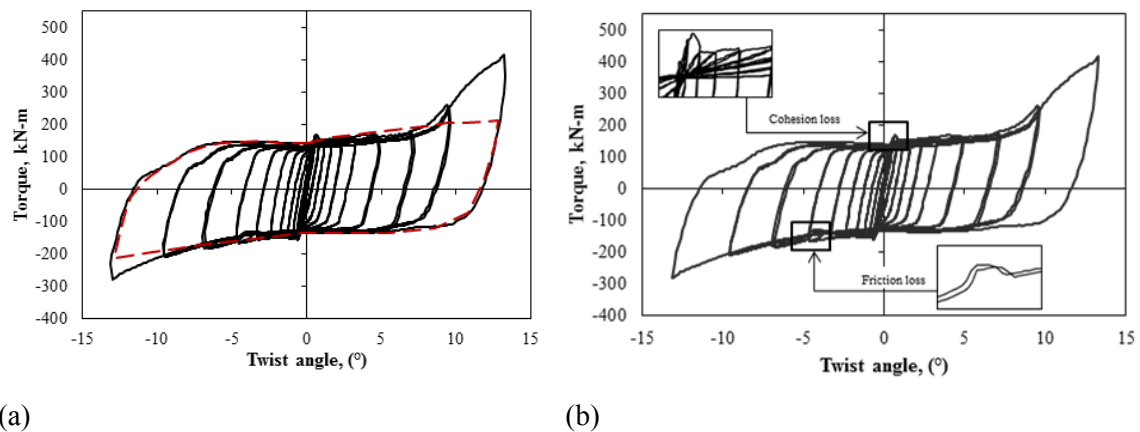 500
400
300
200
100
0
-100
-200
-300
-400
Torque, kN-m
-15 -10 -5 0 5 10 15
Twist angle, (°)
(a)
500
400
300
200
100
0
-100
-200
-300
-400
Torque, kN-m
Cohesion loss
Friction loss
-15 -10 -5 0 5 10 15
Twist angle, (°)
(b)